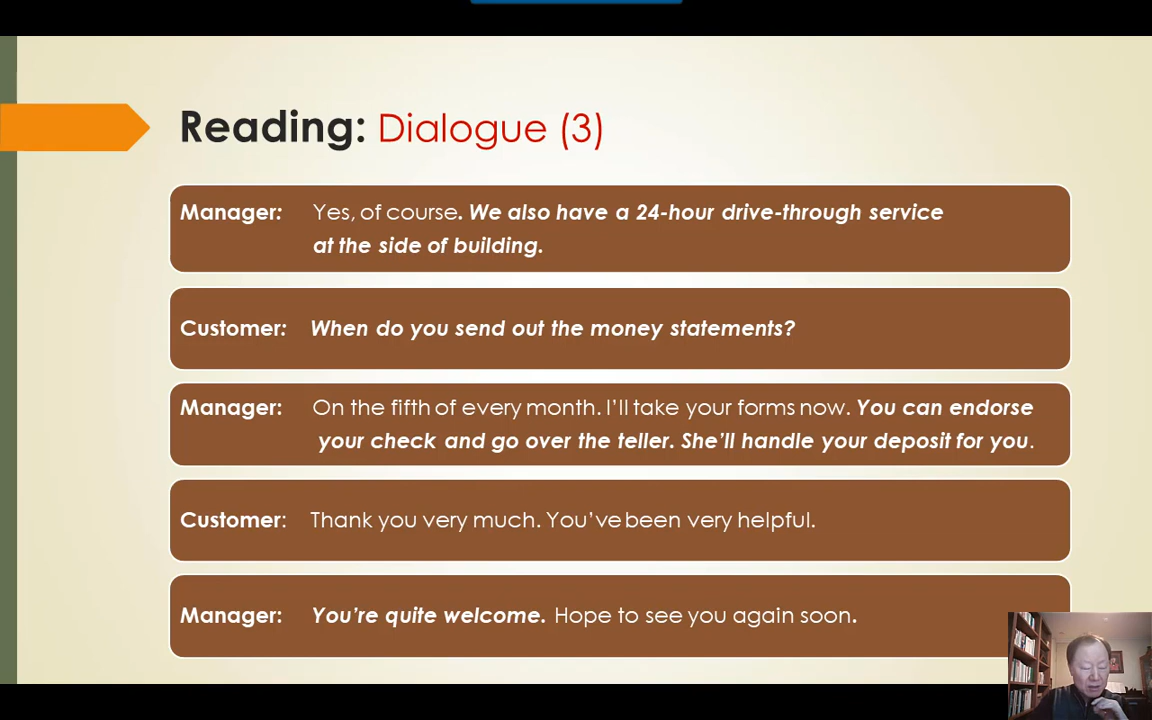 Reading: Dialogue (3)
Manager: Yes, of course. We also have a 24-hour drive-through service
at the side of building.
Customer: When do you send out the money statements?
Manager: On the fifth of every month. I’ll take your forms now. You can endorse
your check and go over the teller. She’ll handle your deposit for you.
Customer: Thank you very much. You’ve been very helpful.
Manager: You’re quite welcome. Hope to see you again soon.